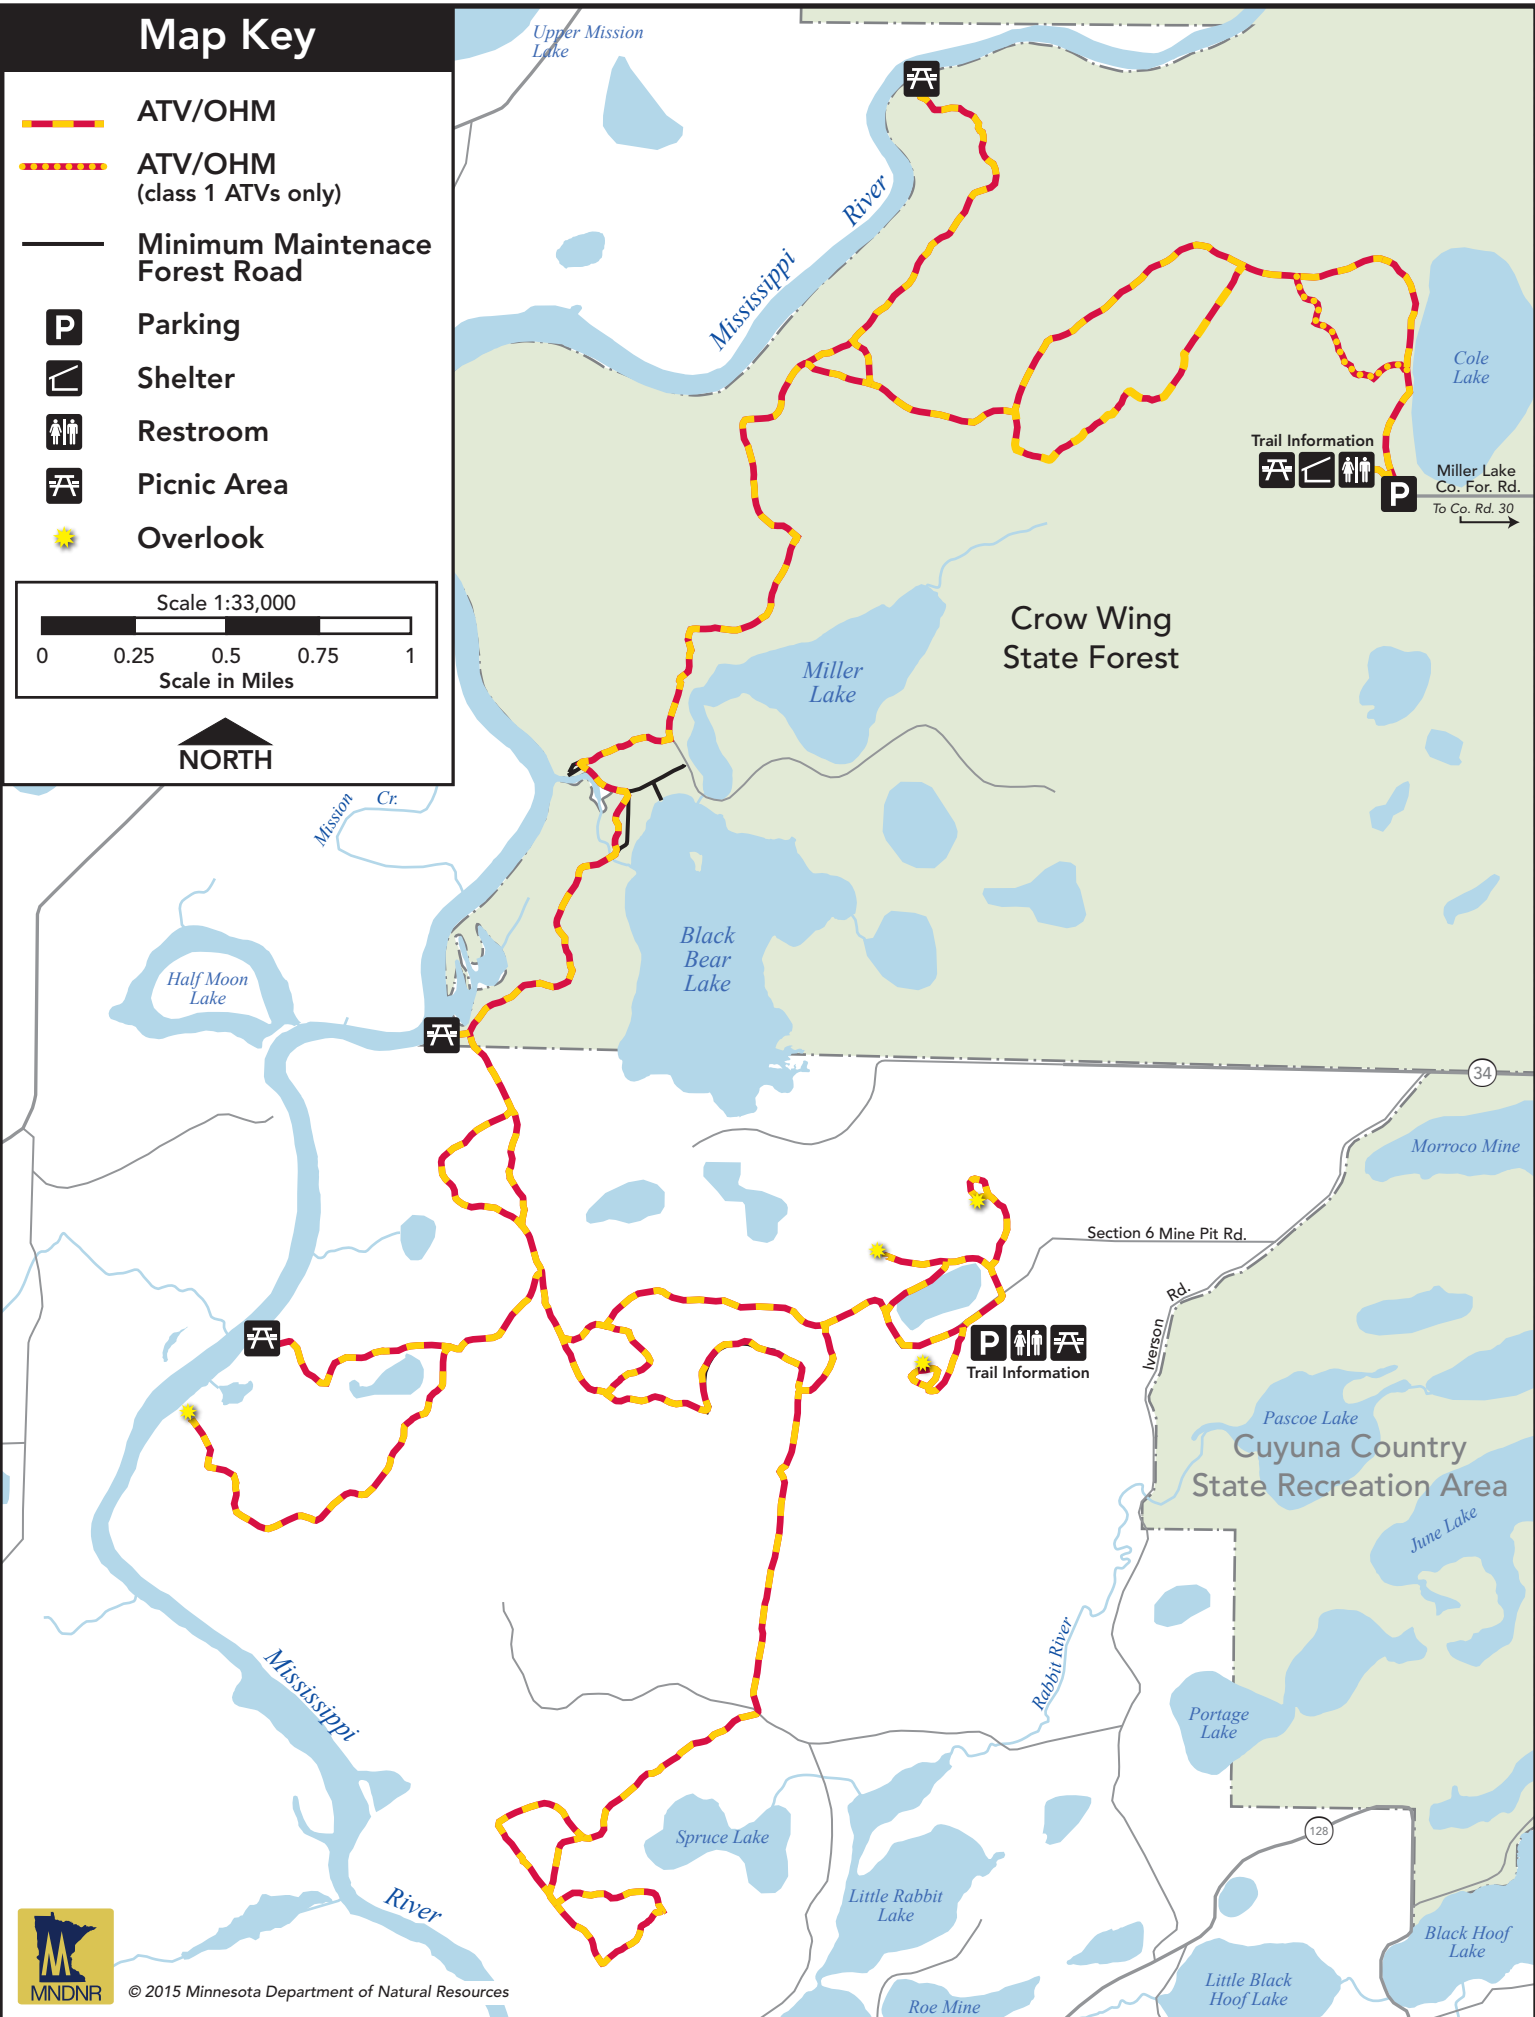 Map Key
ATV/OHM
ATV/OHM
(class 1 ATVs only)
Minimum Maintenace
Forest Road
P
Parking
Shelter
Restroom
Picnic Area
Overlook
Scale 1:33,000
0 0.25 0.5 0.75 1
Scale in Miles
NORTH
Upper Mission
Lake
Mississippi
River
Cole
Lake
Trail Information
P
Miller Lake
Co. For. Rd.
To Co. Rd. 30
Crow Wing
State Forest
Miller
Lake
Mission
Cr.
Black
Bear
Lake
Half Moon
Lake
34
Morroco Mine
Section 6 Mine Pit Rd.
Iverson
Rd.
P
Trail Information
Pascoe Lake
Cuyuna Country
State Recreation Area
June Lake
Rabbit River
Mississippi
River
Portage
Lake
Spruce Lake
128
Little Rabbit
Lake
Black Hoof
Lake
Little Black
Hoof Lake
Roe Mine
M
MNDNR
© 2015 Minnesota Department of Natural Resources